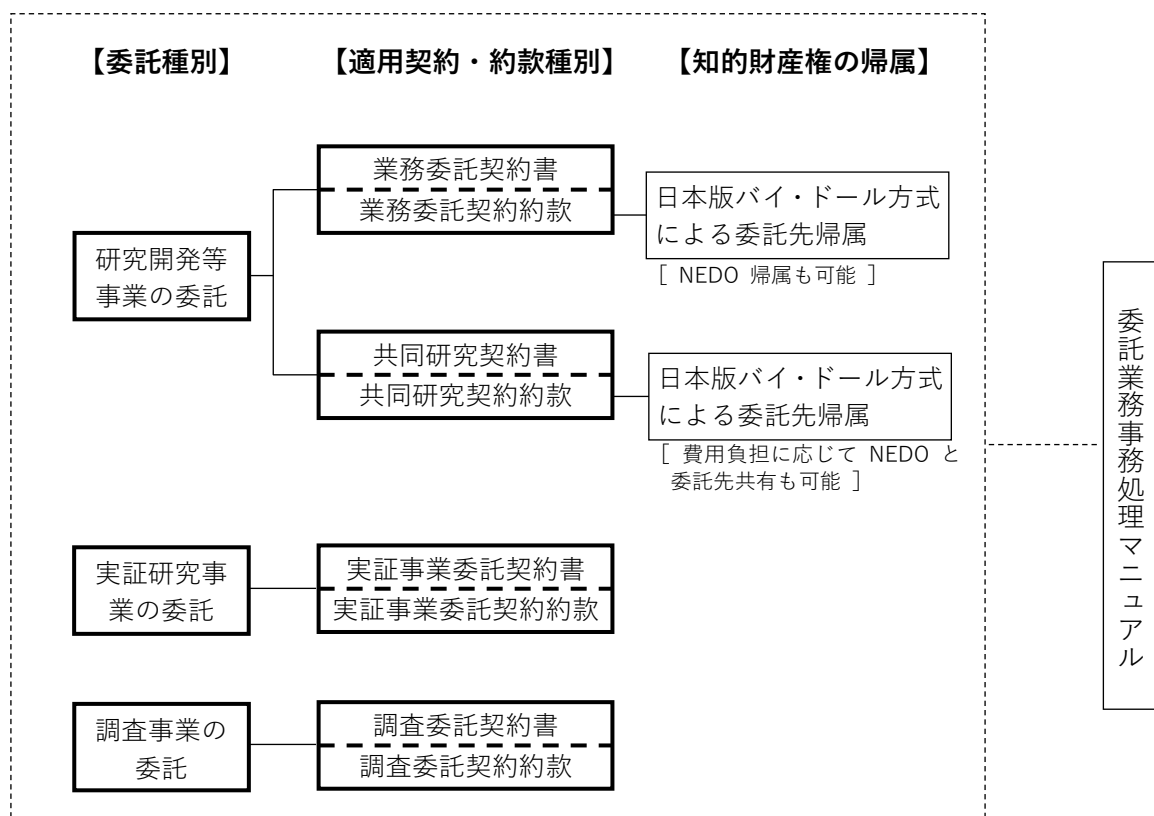 【委託種別】
【適用契約・約款種別】
【知的財産権の帰属】
研究開発等
事業の委託
業務委託契約書
業務委託契約約款
日本版バイ・ドール方式
による委託先帰属
[ NEDO 帰属も可能 ]
共同研究契約書
共同研究契約約款
日本版バイ・ドール方式
による委託先帰属
[ 費用負担に応じて NEDO と
委託先共有も可能 ]
実証研究事
業の委託
実証事業委託契約書
実証事業委託契約約款
調査事業の
委託
調査委託契約書
調査委託契約約款
委託業務事務処理マニュアル